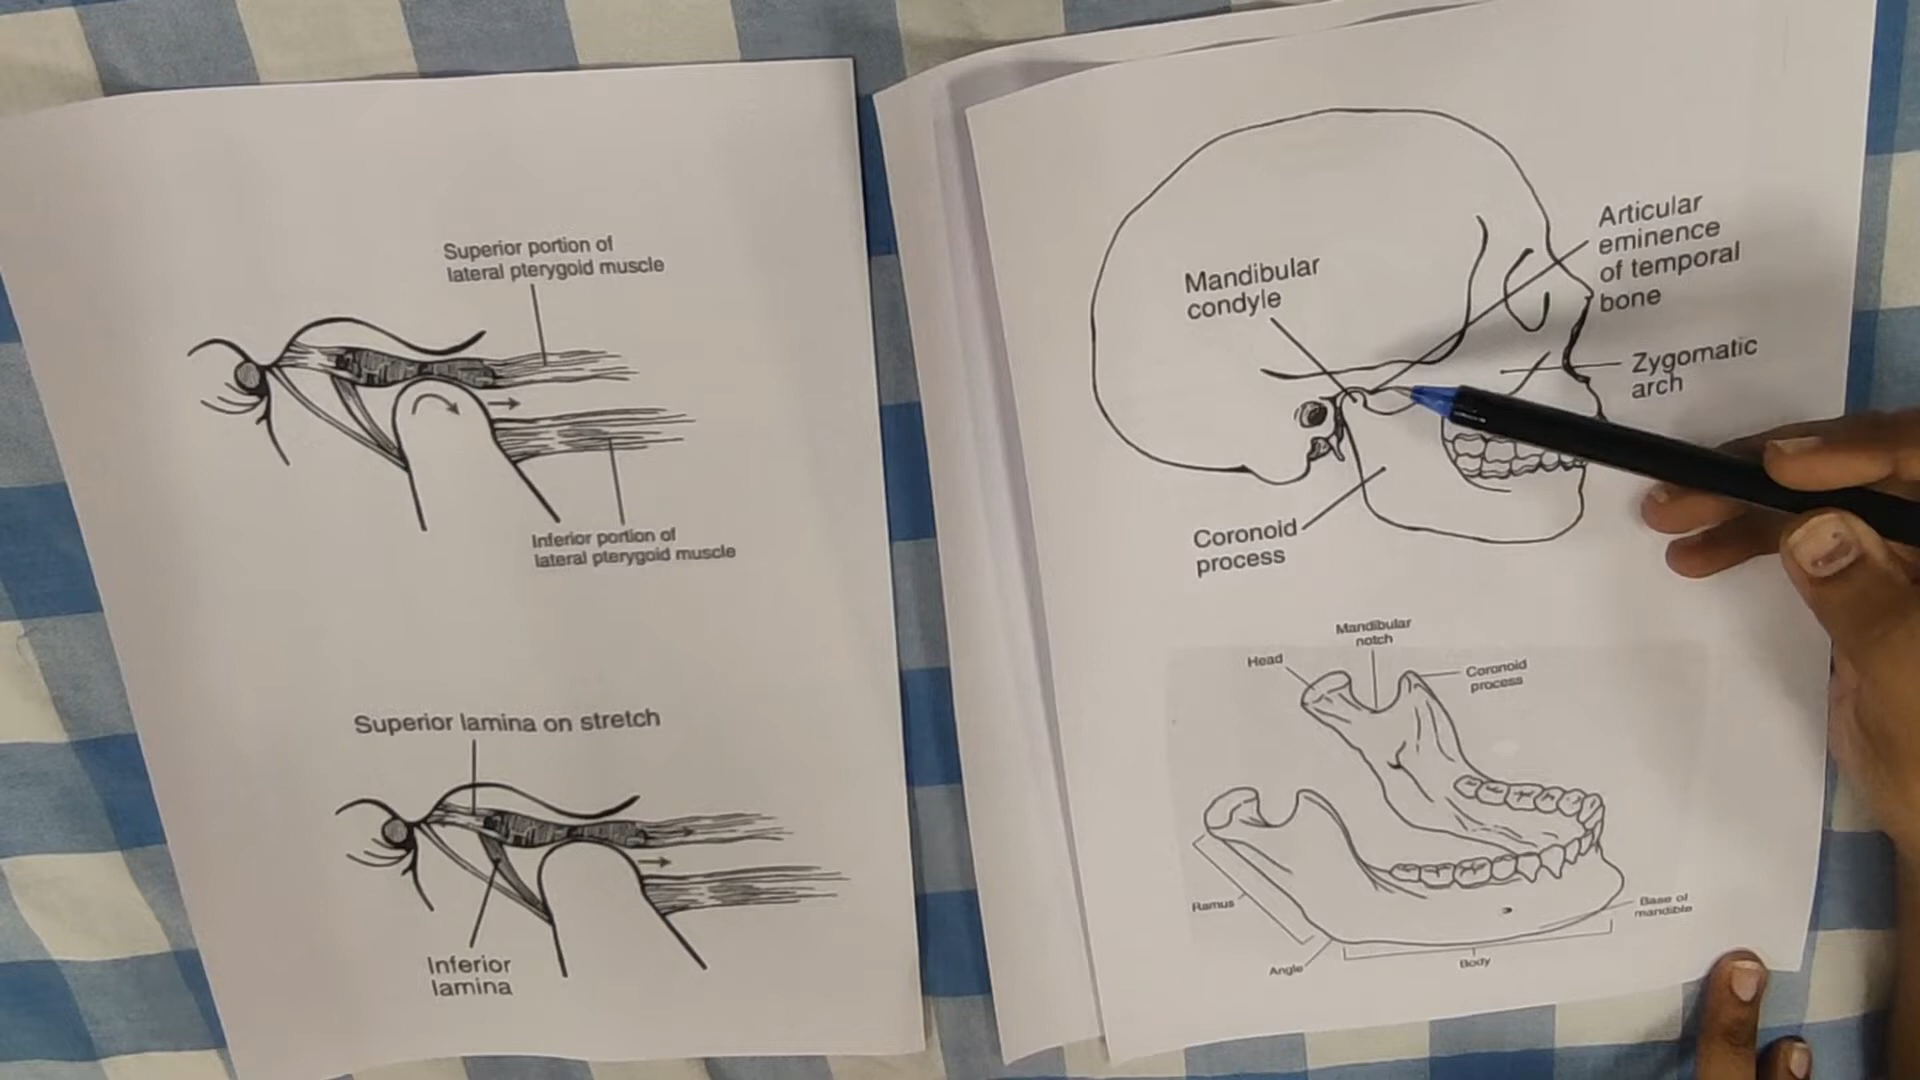 Superior portion of
lateral pterygoid muscle
Inferior portion of
lateral pterygoid muscle
Superior lamina on stretch
Inferior
lamina
Articular
eminence
of temporal
bone
Mandibular
condyle
Zygomatic
arch
Coronoid
process
Mandibular
notch
Head
Coronoid
process
Ramus
Base of
mandible
Angle
Body